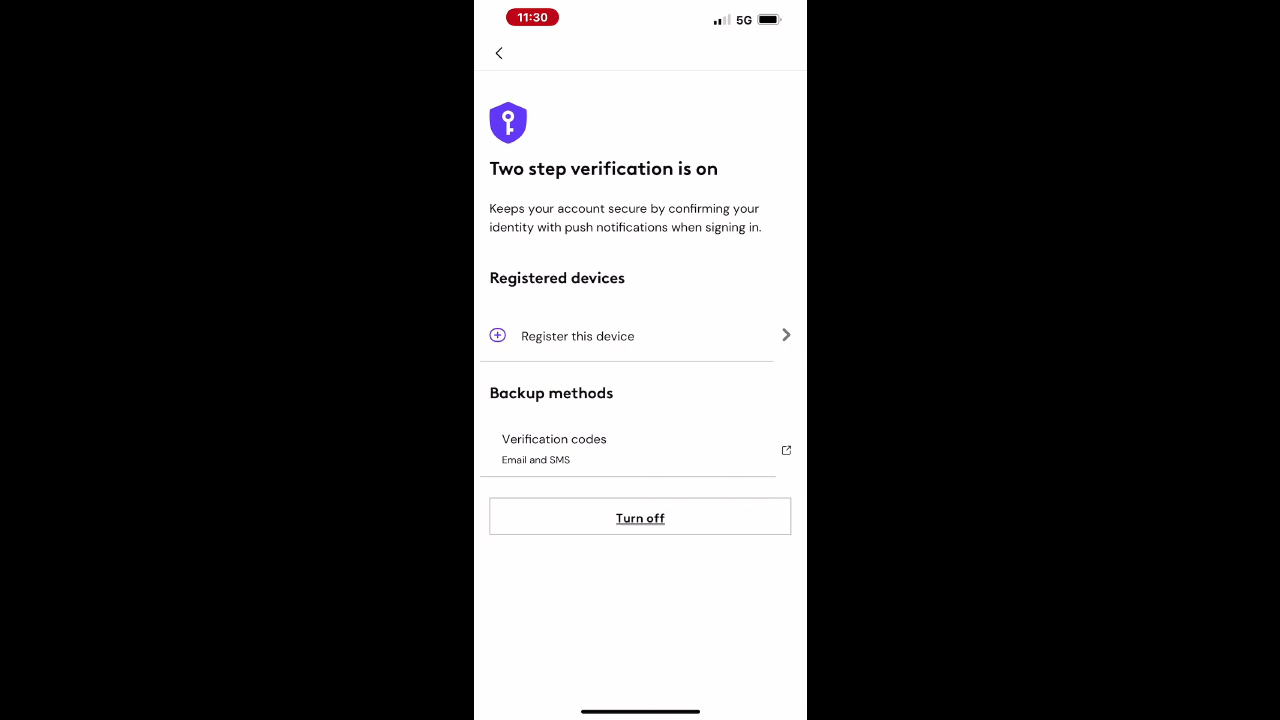 11:30
5G
Two step verification is on
Keeps your account secure by confirming your
identity with push notifications when signing in.
Registered devices
Register this device
Backup methods
Verification codes
Email and SMS
Turn off